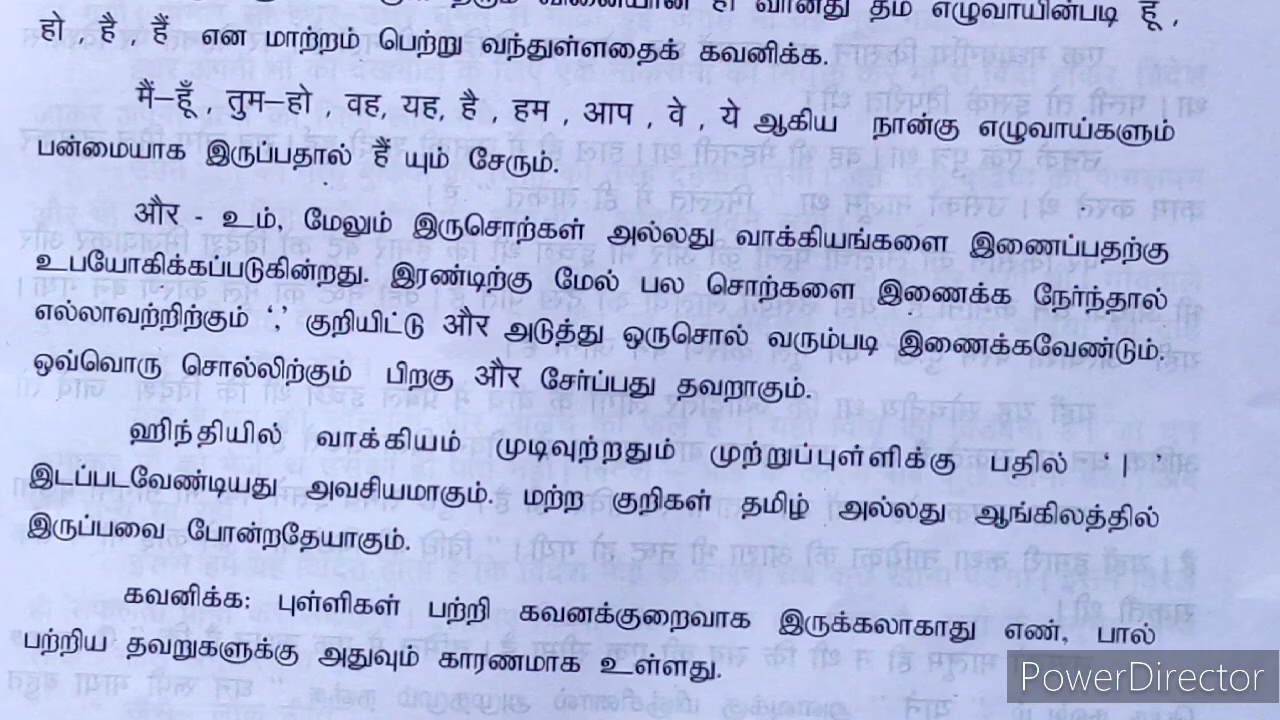 வினையான हो வானது தம் எழுவாயின்படி हूँ ,
हो , है , हैं என மாற்றம் பெற்று வந்துள்ளதைக் கவனிக்க.
मैं–हूँ तुम–हो , वह, यह, है , हम , आप , वे , ये ஆகிய நான்கு எழுவாய்களும்
பன்மையாக இருப்பதால் हैं யும் சேரும்.
और - உம், மேலும் இருசொற்கள் அல்லது வாக்கியங்களை இணைப்பதற்கு
உபயோகிக்கப்படுகின்றது. இரண்டிற்கு மேல் பல சொற்களை இணைக்க நேர்ந்தால்
எல்லாவற்றிற்கும் ‘,’ குறியிட்டு और அடுத்து ஒருசொல் வரும்படி இணைக்கவேண்டும்.
ஒவ்வொரு சொல்லிற்கும் பிறகு और சேர்ப்பது தவறாகும்.
ஹிந்தியில் வாக்கியம் முடிவுற்றதும் முற்றுப்புள்ளிக்கு பதில் ‘ । ’
இடப்படவேண்டியது அவசியமாகும். மற்ற குறிகள் தமிழ் அல்லது ஆங்கிலத்தில்
இருப்பவை போன்றதேயாகும்.
கவனிக்க: புள்ளிகள் பற்றி கவனக்குறைவாக இருக்கலாகாது எண், பால்
பற்றிய தவறுகளுக்கு அதுவும் காரணமாக உள்ளது.
PowerDirector